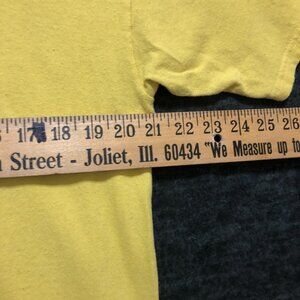 17 18 19 20 21 22 23 24 25 26
Street - Joliet, Ill. 60434 "We Measure up to